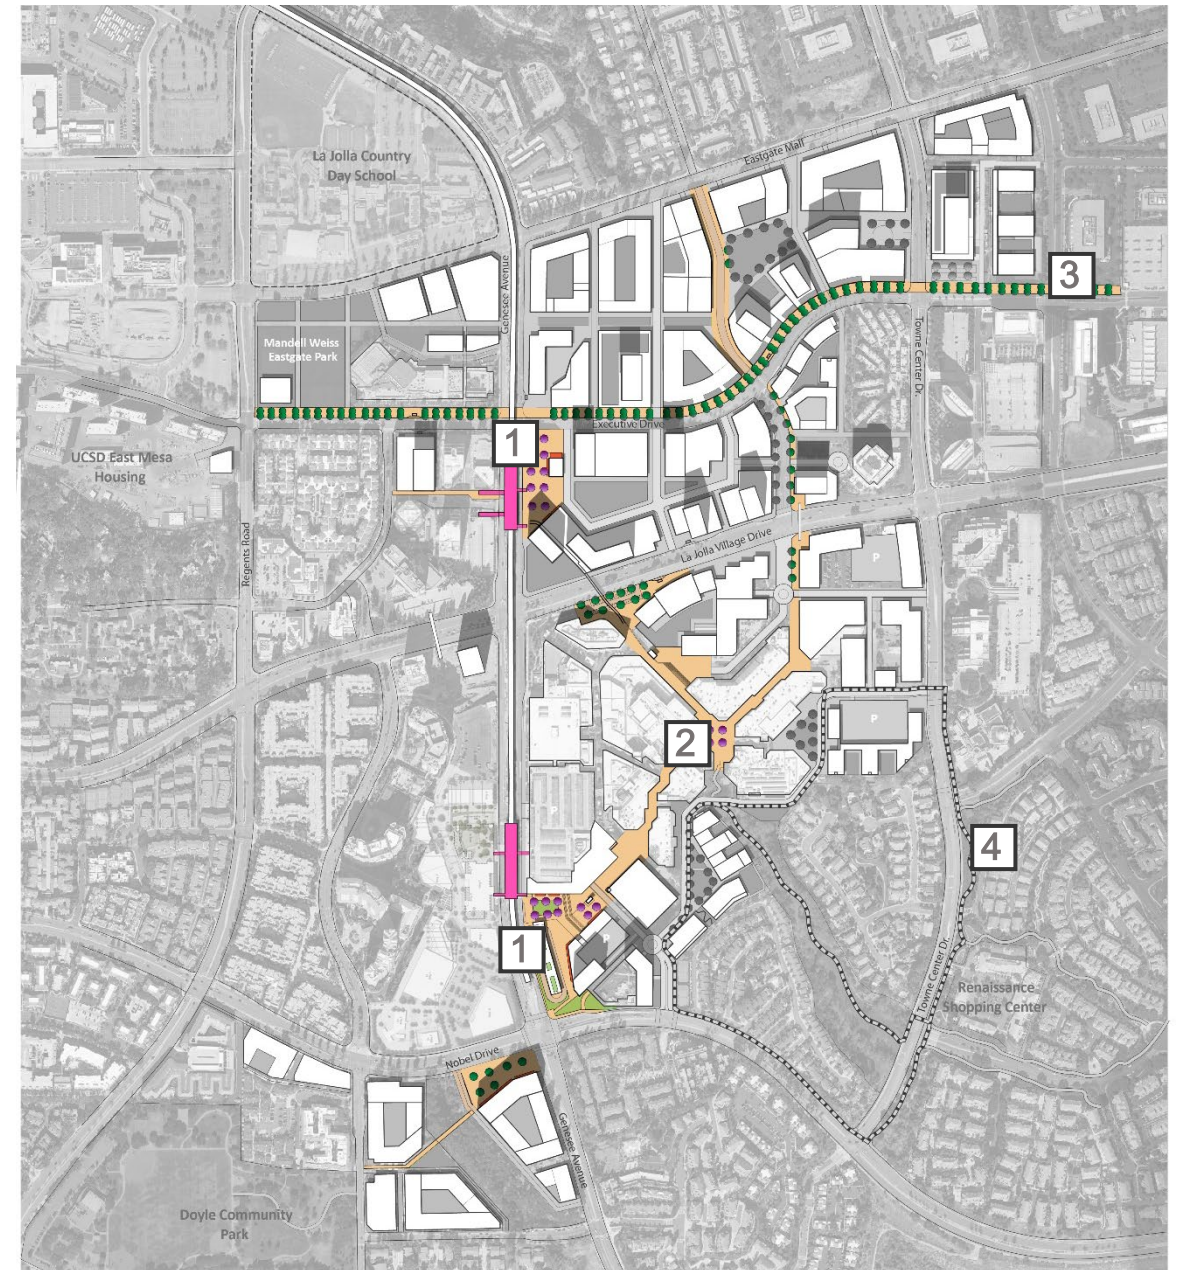 La Jolla Country
Day School
Eastgate Mall
Genesee Avenue
3
Mandell Weiss
Eastgate Park
Towne Center Dr.
Executive Drive
1
UCSD East Mesa
Housing
Regents Road
La Jolla Village Drive
P
P
2
P
4
1
P
Towne Center Dr.
Renaissance
Shopping Center
Nobel Drive
Genesee Avenue
Doyle Community
Park